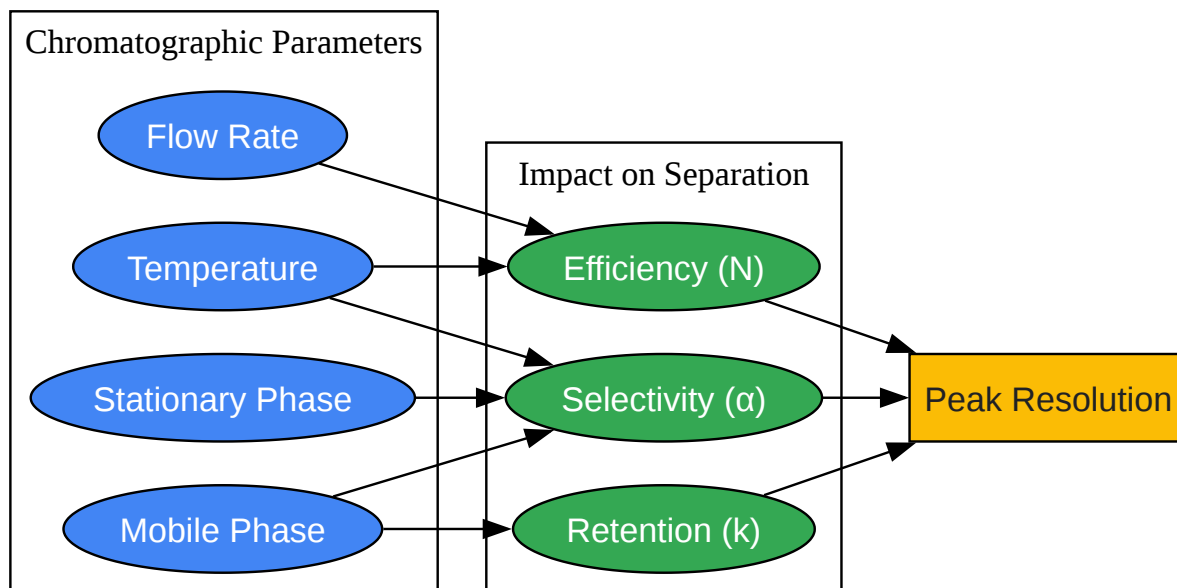 Chromatographic Parameters
Flow Rate
Temperature
Stationary Phase
Mobile Phase
Impact on Separation
Efficiency (N)
Selectivity (α)
Retention (k)
Peak Resolution